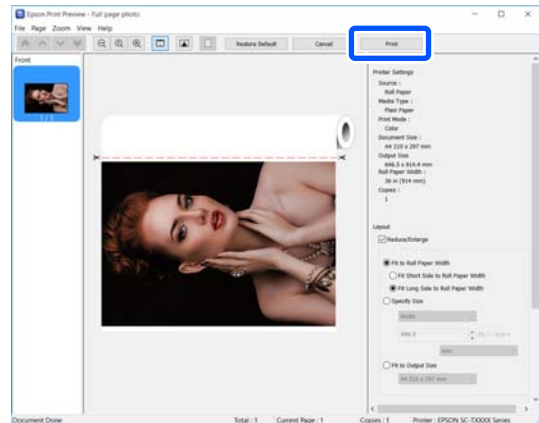 Epson Print Preview - Full page photo
File Page Zoom View Help
Restore Default Cancel Print
Front
1 / 1
Printer Settings
Source :
Roll Paper
Media Type :
Plain Paper
Print Mode :
Color
Document Size :
A4 210 x 297 mm
Output Size
646.5 x 914.4 mm
Roll Paper Width :
36 in (914 mm)
Copies :
1
Layout
Reduce/Enlarge
Fit to Roll Paper Width
Fit Short Side to Roll Paper Width
Fit Long Side to Roll Paper Width
Specify Size
Width
646.5
mm
Fit to Output Size
A4 210 x 297 mm
Document Done Total : 1 Current Page : 1 Copies : 1 Printer : EPSON SC-TXXXX Series